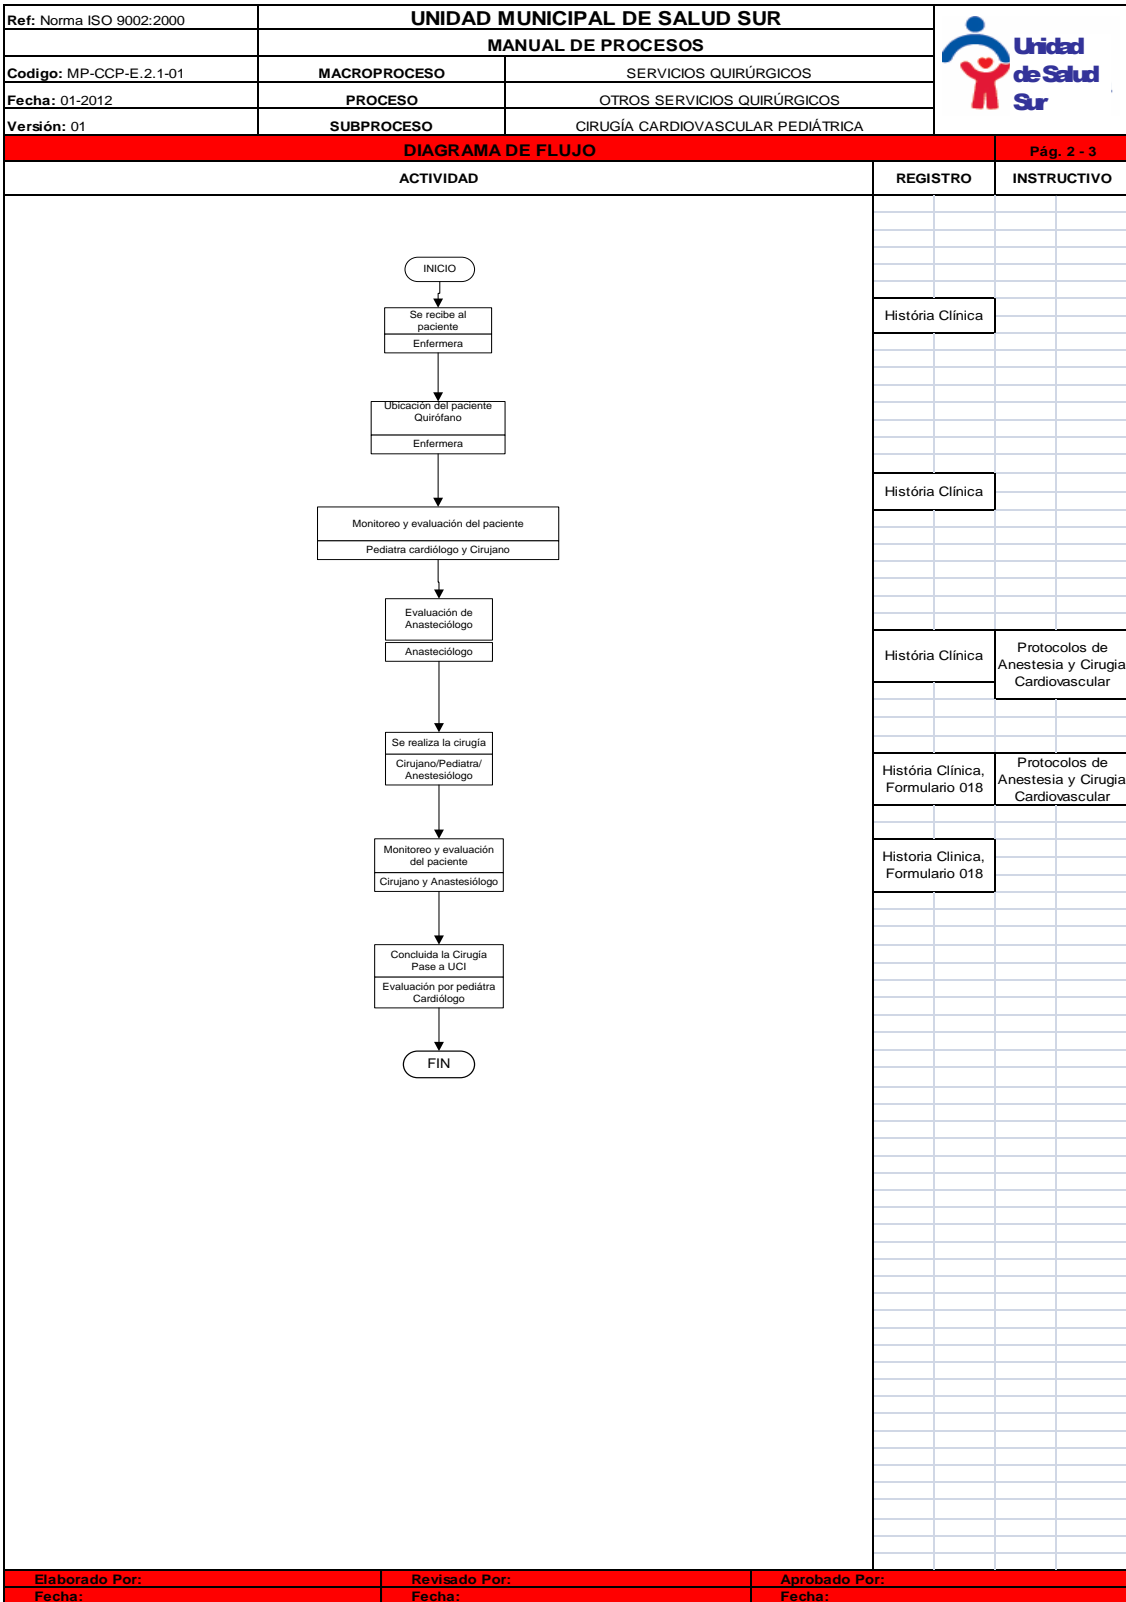 Ref: Norma ISO 9002:2000
UNIDAD MUNICIPAL DE SALUD SUR
MANUAL DE PROCESOS
Unidad
de Salud
Sur
Codigo: MP-CCP-E.2.1-01
MACROPROCESO
SERVICIOS QUIRÚRGICOS
Fecha: 01-2012
PROCESO
OTROS SERVICIOS QUIRÚRGICOS
Versión: 01
SUBPROCESO
CIRUGÍA CARDIOVASCULAR PEDIÁTRICA
DIAGRAMA DE FLUJO
Pág. 2 - 3
ACTIVIDAD
REGISTRO
INSTRUCTIVO
INICIO
Se recibe al
paciente
Enfermera
História Clínica
Ubicación del paciente
Quirófano
Enfermera
História Clínica
Monitoreo y evaluación del paciente
Pediatra cardiólogo y Cirujano
Evaluación de
Anasteciólogo
Anasteciólogo
História Clínica
Protocolos de
Anestesia y Cirugia
Cardiovascular
Se realiza la cirugía
Cirujano/Pediatra/
Anestesiólogo
História Clínica,
Formulario 018
Protocolos de
Anestesia y Cirugia
Cardiovascular
Monitoreo y evaluación
del paciente
Cirujano y Anastesiólogo
Historia Clinica,
Formulario 018
Concluida la Cirugía
Pase a UCI
Evaluación por pediátra
Cardiólogo
FIN
Elaborado Por:
Revisado Por:
Aprobado Por:
Fecha:
Fecha:
Fecha: